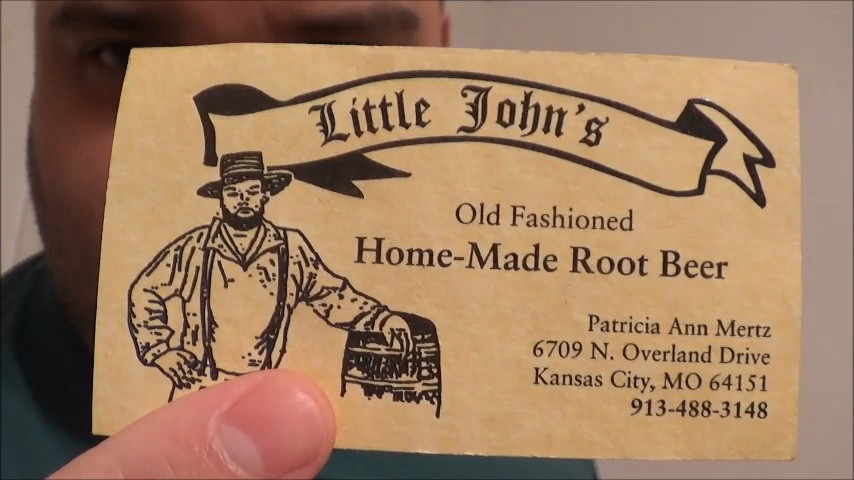 Little John's
Old Fashioned
Home-Made Root Beer
Patricia Ann Mertz
6709 N. Overland Drive
Kansas City, MO 64151
913-488-3148